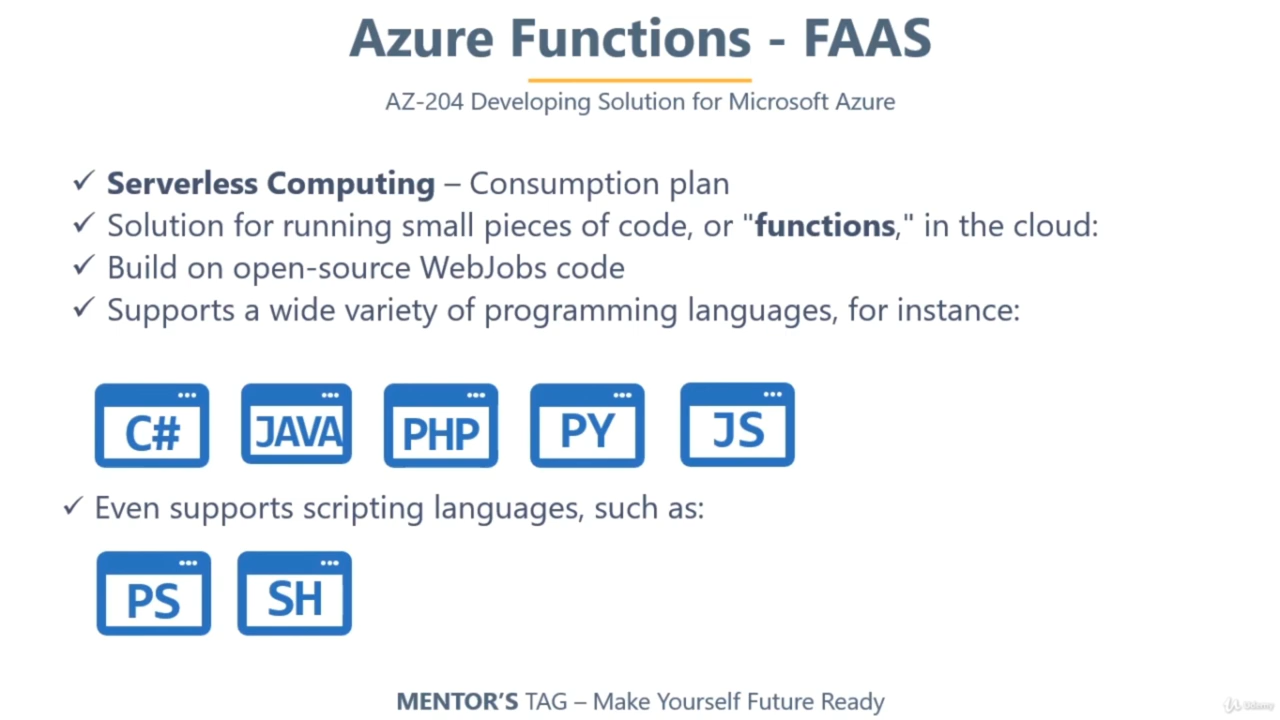 Azure Functions - FAAS
AZ-204 Developing Solution for Microsoft Azure
✓ Serverless Computing – Consumption plan
✓ Solution for running small pieces of code, or "functions," in the cloud:
✓ Build on open-source WebJobs code
✓ Supports a wide variety of programming languages, for instance:
C# JAVA PHP PY JS
✓ Even supports scripting languages, such as:
PS SH
MENTOR'S TAG – Make Yourself Future Ready
Udemy